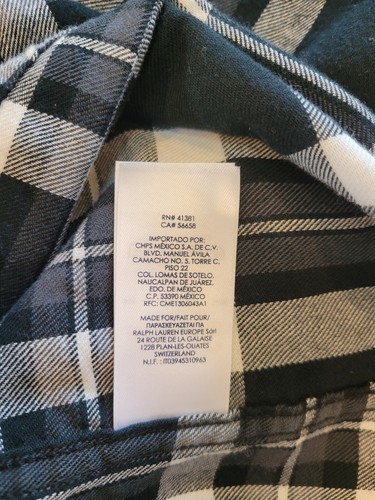 RN# 41381
CA# 56658
IMPORTADO POR:
CHPS MÉXICO S.A. DE C.V.
BLVD. MANUEL ÁVILA
CAMACHO NO. 5, TORRE C,
PISO 22
COL. LOMAS DE SOTELO,
NAUCALPAN DE JUÁREZ,
EDO. DE MÉXICO
C.P. 53390 MÉXICO
RFC: CME1306043A1
MADE FOR/FAIT POUR/
ΠΑΡΑΣΚΕΥΑΖΕΤΑΙ ΓΙΑ
RALPH LAUREN EUROPE Sàrl
24 ROUTE DE LA GALAISE
1228 PLAN-LES-OUATES
SWITZERLAND
N.I.F. : IT03945310963